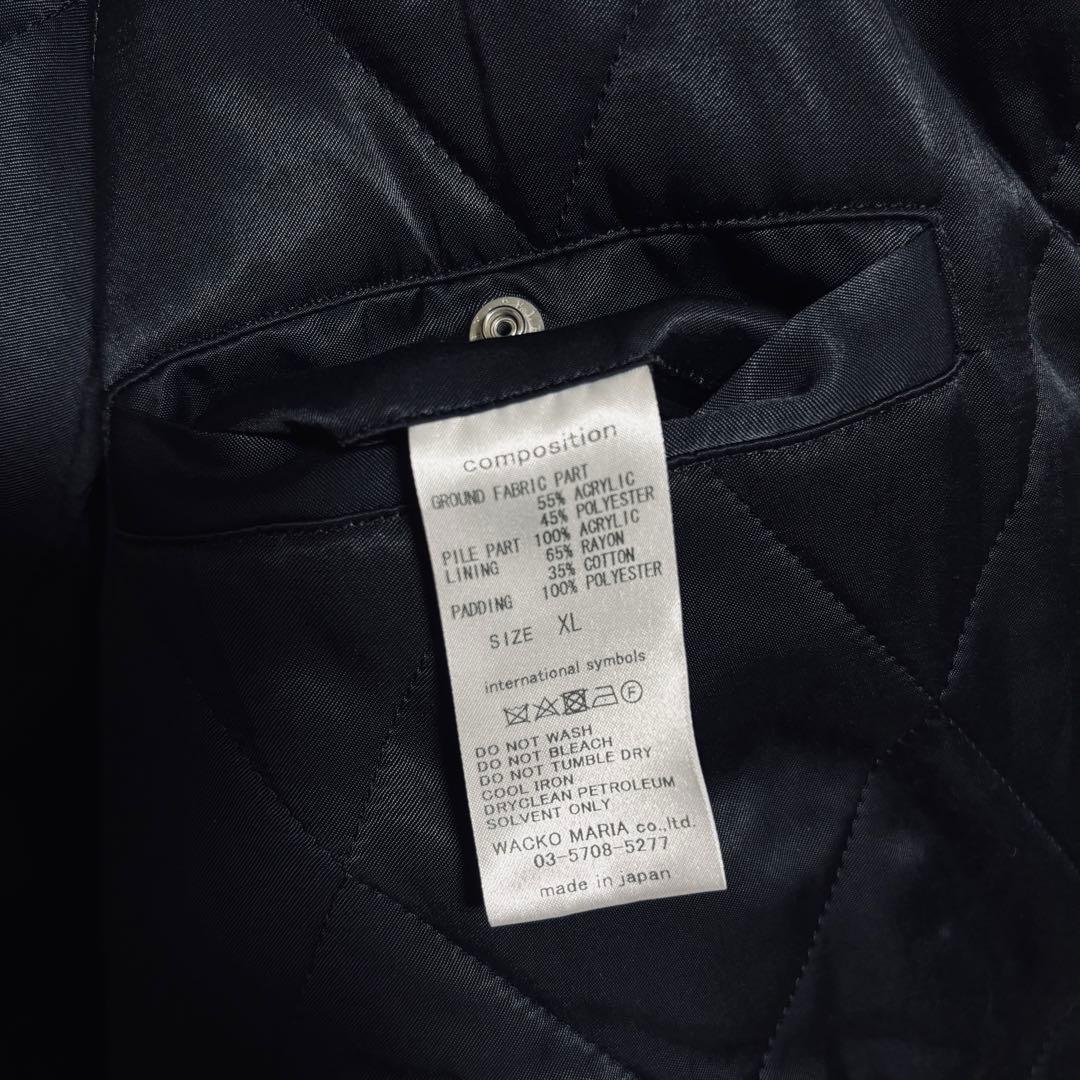 composition
GROUND FABRIC PART
55% ACRYLIC
45% POLYESTER
PILE PART 100% ACRYLIC
LINING 65% RAYON
35% COTTON
PADDING 100% POLYESTER
SIZE XL
international symbols
F
DO NOT WASH
DO NOT BLEACH
DO NOT TUMBLE DRY
COOL IRON
DRYCLEAN PETROLEUM
SOLVENT ONLY
WACKO MARIA co.,ltd.
03-5708-5277
made in japan